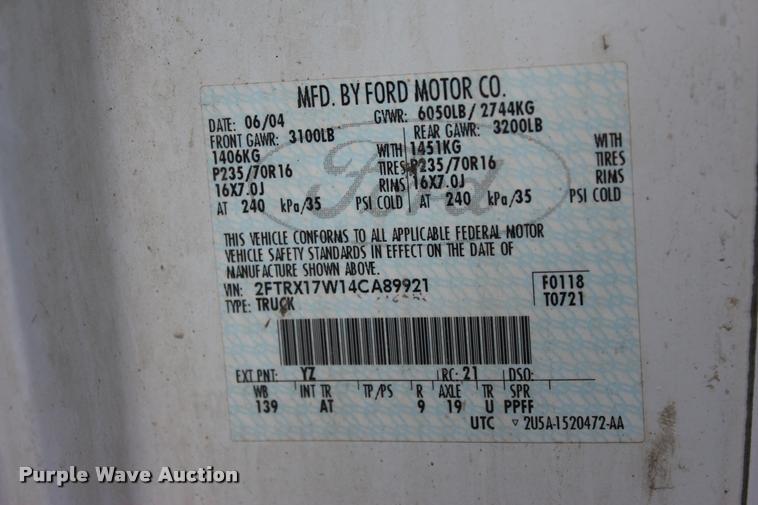 MFD. BY FORD MOTOR CO.
DATE: 06/04 GVWR: 6050LB/ 2744KG
FRONT GAWR: 3100LB REAR GAWR: 3200LB
1406KG WITH 1451KG WITH
P235/70R16 TIRES P235/70R16 TIRES
16X7.0J RIMS 16X7.0J RIMS
AT 240 kPa/35 PSI COLD AT 240 kPa/35 PSI COLD
Ford
THIS VEHICLE CONFORMS TO ALL APPLICABLE FEDERAL MOTOR
VEHICLE SAFETY STANDARDS IN EFFECT ON THE DATE OF
MANUFACTURE SHOWN ABOVE.
VIN: 2FTRX17W14CA89921 F0118
TYPE: TRUCK T0721
EXT PNT: YZ RC: 21 DSO:
WB INT TR TP/PS R AXLE TR SPR
139 AT 9 19 U PPFF
UTC ▽ 2U5A-1520472-AA
Purple Wave Auction